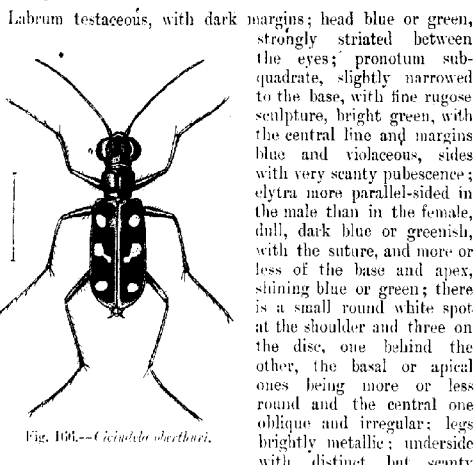 Labrum testaceous, with dark margins; head blue or green,
strongly striated between
the eyes; pronotum sub-
quadrate, slightly narrowed
to the base, with fine rugose
sculpture, bright green, with
the central line and margins
blue and violaceous, sides
with very scanty pubescence;
elytra more parallel-sided in
the male than in the female,
dull, dark blue or greenish,
with the suture, and more or
less of the base and apex,
shining blue or green; there
is a small round white spot
at the shoulder and three on
the disc, one behind the
other, the basal or apical
ones being more or less
round and the central one
oblique and irregular; legs
brightly metallic; underside
with distinct but scanty
Fig. 166.--Cicindela oberthuri.